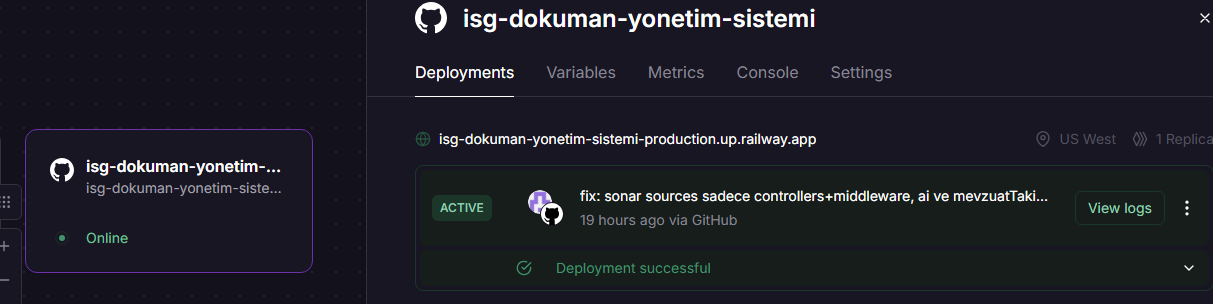 isg-dokuman-yonetim-sistemi
Deployments Variables Metrics Console Settings
isg-dokuman-yonetim-sistemi-production.up.railway.app US West 1 Replica
isg-dokuman-yonetim-...
isg-dokuman-yonetim-siste...
Online
ACTIVE
fix: sonar sources sadece controllers+middleware, ai ve mevzuatTaki...
19 hours ago via GitHub
View logs
Deployment successful